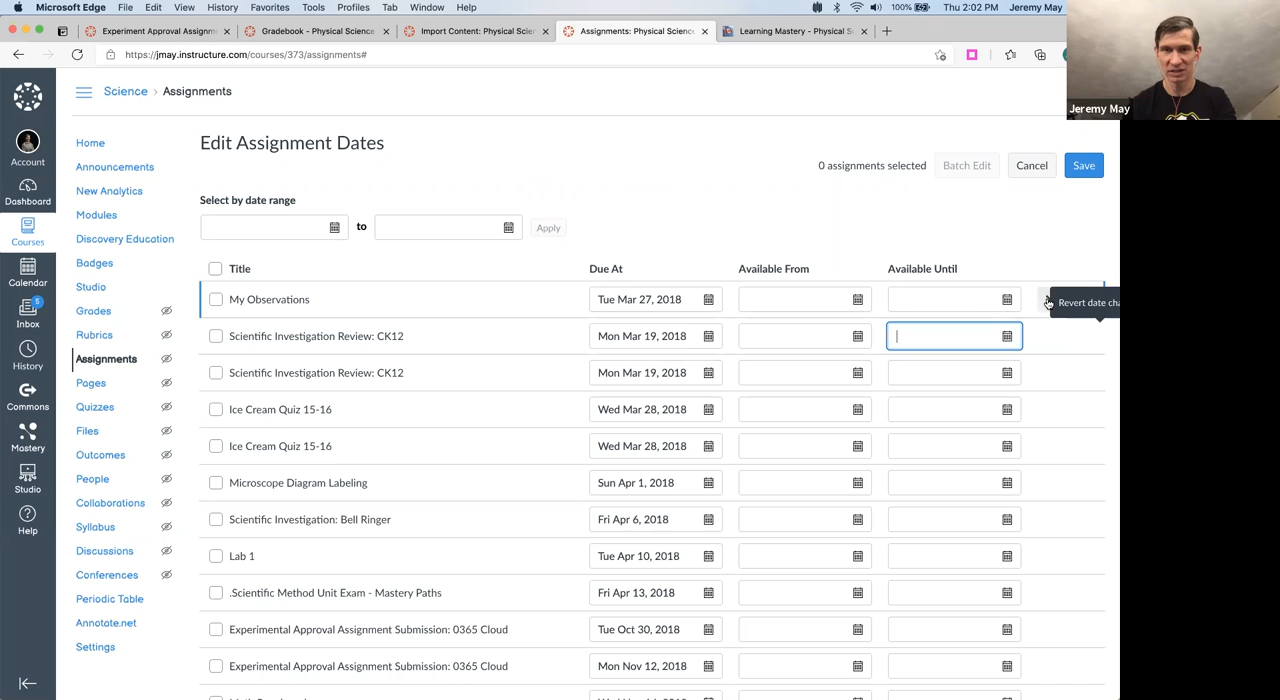 Microsoft Edge File Edit View History Favorites Tools Profiles Tab Window Help 100% Thu 2:02 PM Jeremy May
Experiment Approval Assignm Gradebook - Physical Science Import Content: Physical Scien Assignments: Physical Science Learning Mastery - Physical S
https://jmay.instructure.com/courses/373/assignments#
Jeremy May
Science › Assignments
Account
Dashboard
Courses
Calendar
5
Inbox
History
Commons
Mastery
Studio
Help
Home
Announcements
New Analytics
Modules
Discovery Education
Badges
Studio
Grades
Rubrics
Assignments
Pages
Quizzes
Files
Outcomes
People
Collaborations
Syllabus
Discussions
Conferences
Periodic Table
Annotate.net
Settings
Edit Assignment Dates
0 assignments selected Batch Edit Cancel Save
Select by date range
to Apply
Title Due At Available From Available Until
My Observations Tue Mar 27, 2018 Revert date cha
Scientific Investigation Review: CK12 Mon Mar 19, 2018
Scientific Investigation Review: CK12 Mon Mar 19, 2018
Ice Cream Quiz 15-16 Wed Mar 28, 2018
Ice Cream Quiz 15-16 Wed Mar 28, 2018
Microscope Diagram Labeling Sun Apr 1, 2018
Scientific Investigation: Bell Ringer Fri Apr 6, 2018
Lab 1 Tue Apr 10, 2018
.Scientific Method Unit Exam - Mastery Paths Fri Apr 13, 2018
Experimental Approval Assignment Submission: 0365 Cloud Tue Oct 30, 2018
Experimental Approval Assignment Submission: 0365 Cloud Mon Nov 12, 2018